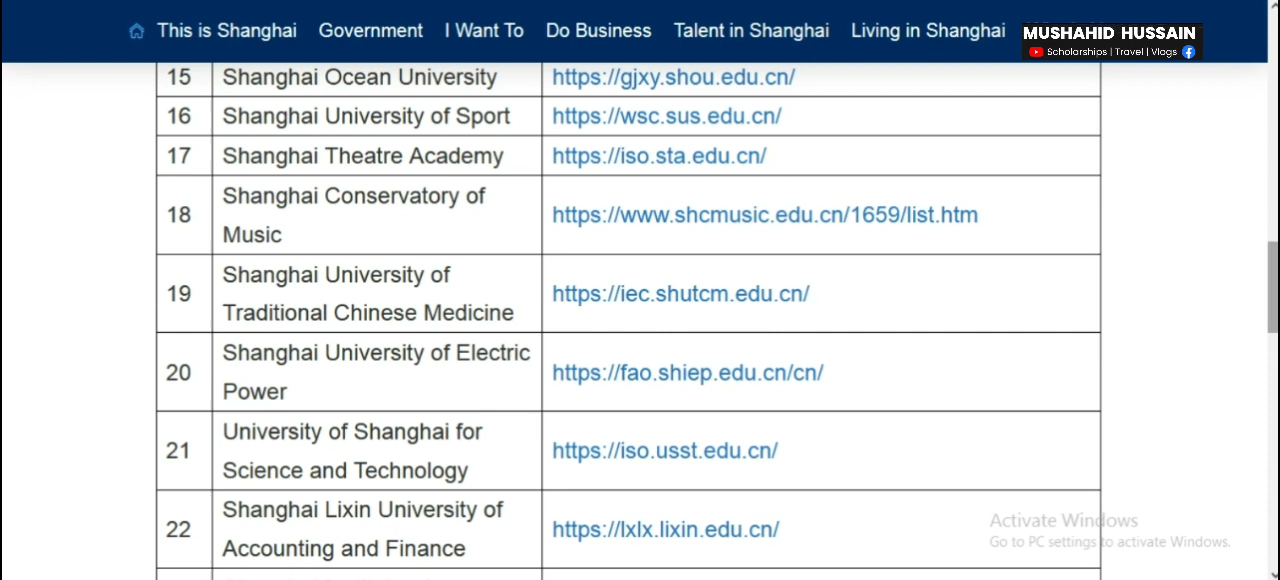 This is Shanghai Government I Want To Do Business Talent in Shanghai Living in Shanghai
MUSHAHID HUSSAIN
Scholarships | Travel | Vlogs
15 Shanghai Ocean University https://gjxy.shou.edu.cn/
16 Shanghai University of Sport https://wsc.sus.edu.cn/
17 Shanghai Theatre Academy https://iso.sta.edu.cn/
18 Shanghai Conservatory of
Music https://www.shcmusic.edu.cn/1659/list.htm
19 Shanghai University of
Traditional Chinese Medicine https://iec.shutcm.edu.cn/
20 Shanghai University of Electric
Power https://fao.shiep.edu.cn/cn/
21 University of Shanghai for
Science and Technology https://iso.usst.edu.cn/
22 Shanghai Lixin University of
Accounting and Finance https://lxlx.lixin.edu.cn/
Activate Windows
Go to PC settings to activate Windows.